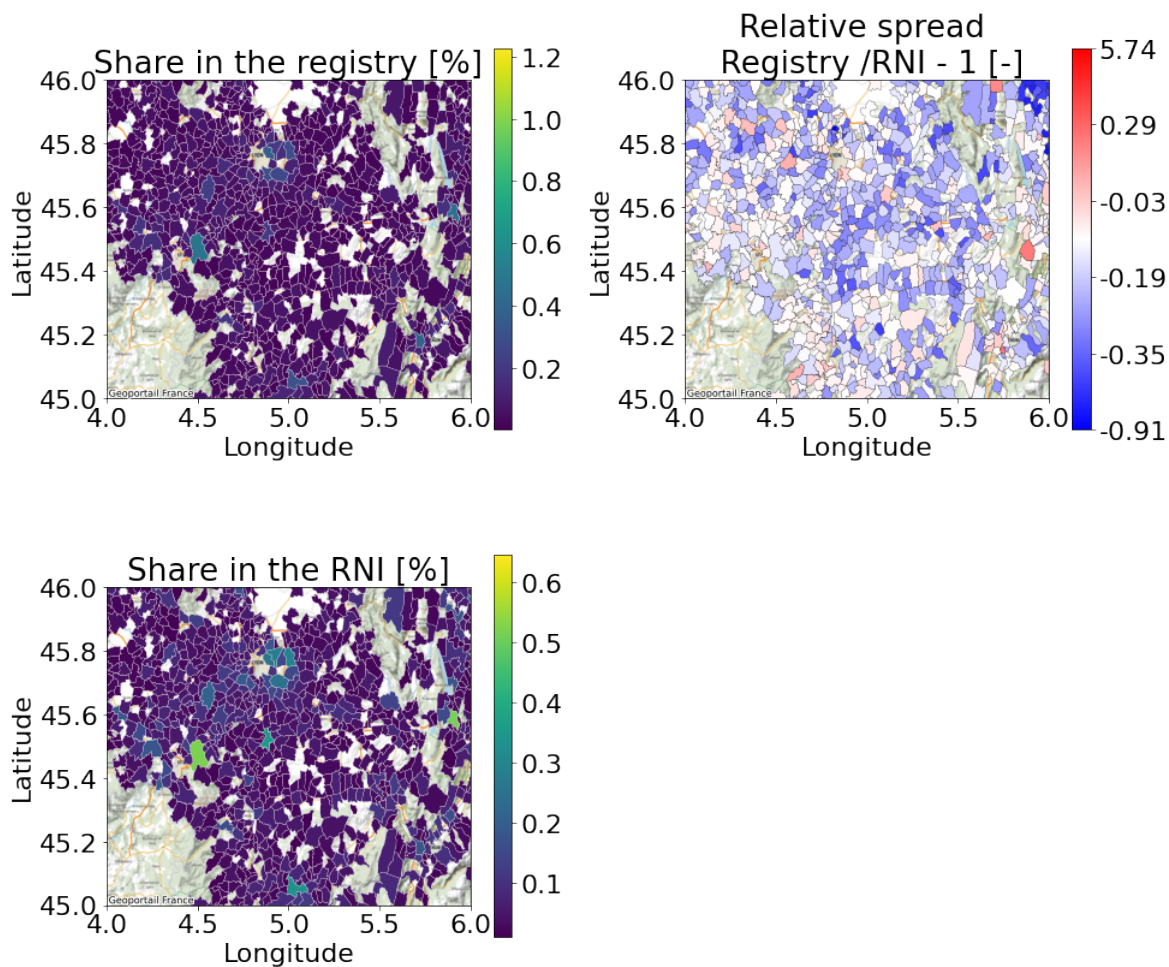 Share in the registry [%]
46.0
45.8
45.6
45.4
45.2
45.0
Latitude
4.0 4.5 5.0 5.5 6.0
Longitude
1.2
1.0
0.8
0.6
0.4
0.2
LYON
Geoportail France
Relative spread
Registry /RNI - 1 [-]
46.0
45.8
45.6
45.4
45.2
45.0
Latitude
4.0 4.5 5.0 5.5 6.0
Longitude
5.74
0.29
-0.03
-0.19
-0.35
-0.91
LYON
Geoportail France
Share in the RNI [%]
46.0
45.8
45.6
45.4
45.2
45.0
Latitude
4.0 4.5 5.0 5.5 6.0
Longitude
0.6
0.5
0.4
0.3
0.2
0.1
LYON
Geoportail France